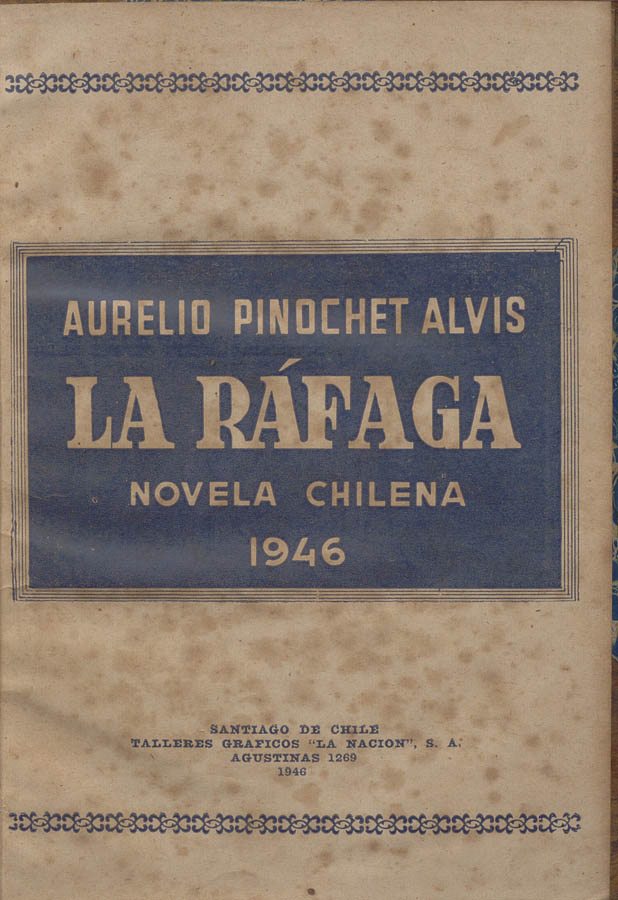 AURELIO PINOCHET ALVIS
LA RÁFAGA
NOVELA CHILENA
1946
SANTIAGO DE CHILE
TALLERES GRAFICOS "LA NACION", S. A.
AGUSTINAS 1269
1946